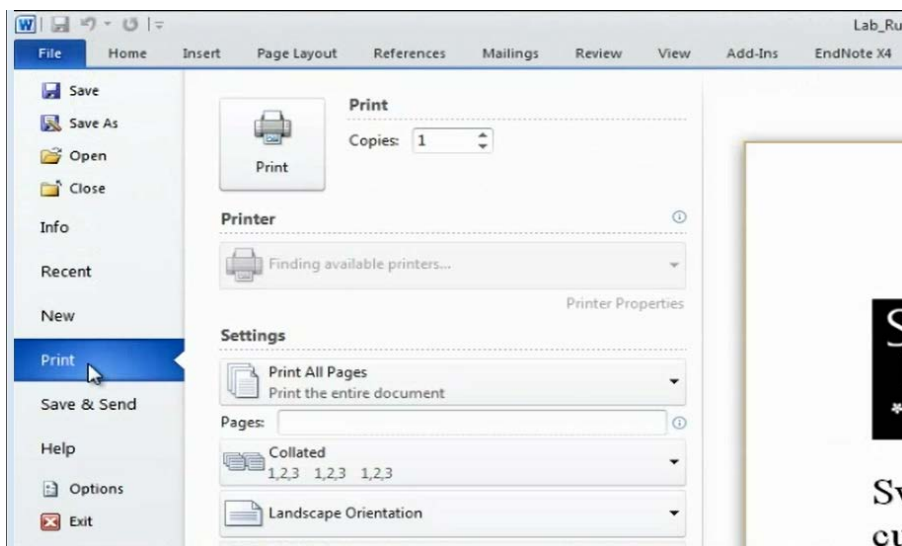 Lab_Ru
File Home Insert Page Layout References Mailings Review View Add-Ins EndNote X4
Save
Save As
Open
Close
Info
Recent
New
Print
Save & Send
Help
Options
Exit
Print
Print
Copies: 1
Printer
Finding available printers...
Printer Properties
Settings
Print All Pages
Print the entire document
Pages:
Collated
1,2,3 1,2,3 1,2,3
Landscape Orientation
S
*
Sv
cu